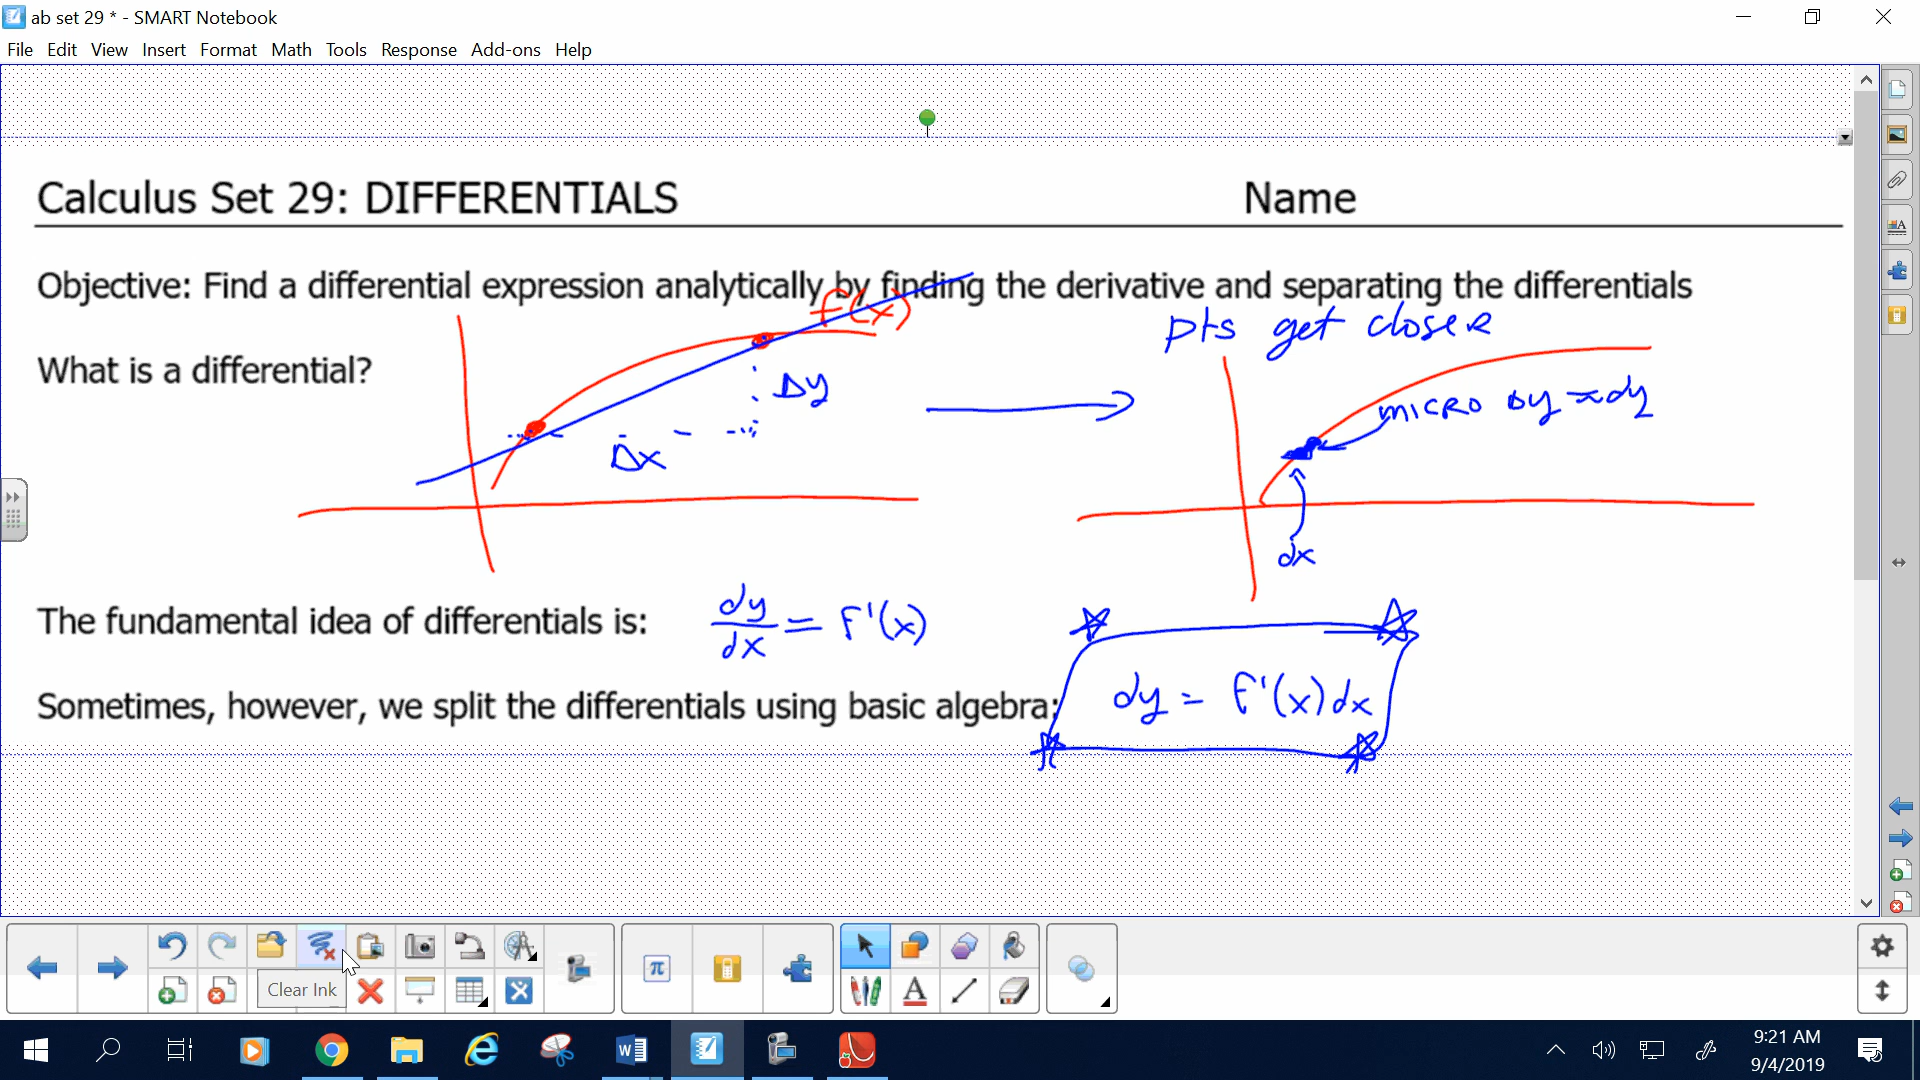 ab set 29 * - SMART Notebook
File Edit View Insert Format Math Tools Response Add-ons Help
Calculus Set 29: DIFFERENTIALS Name
Objective: Find a differential expression analytically by finding the derivative and separating the differentials
f(x)
pts get closer
What is a differential?
Δy
micro Δy ≈ dy
Δx
dx
The fundamental idea of differentials is: dy/dx = F'(x)
Sometimes, however, we split the differentials using basic algebra: dy = F'(x)dx
Clear Ink
9:21 AM
9/4/2019